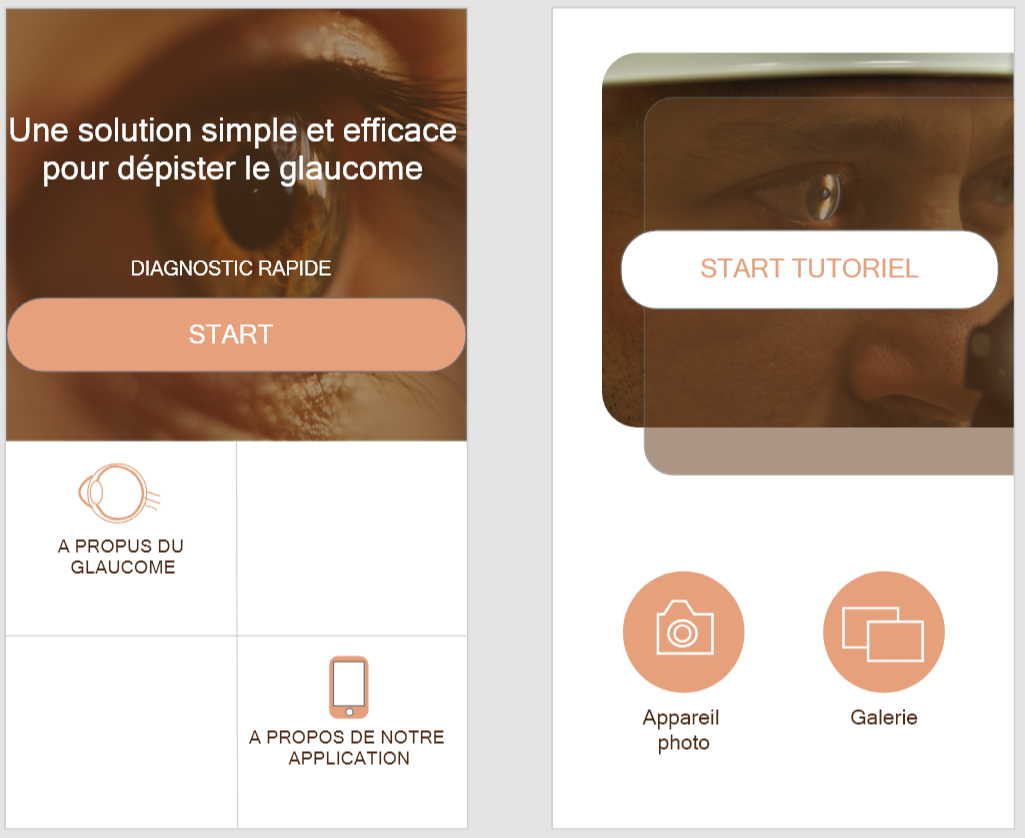 Une solution simple et efficace
pour dépister le glaucome
DIAGNOSTIC RAPIDE
START
A PROPUS DU
GLAUCOME
A PROPOS DE NOTRE
APPLICATION
START TUTORIEL
Appareil
photo
Galerie